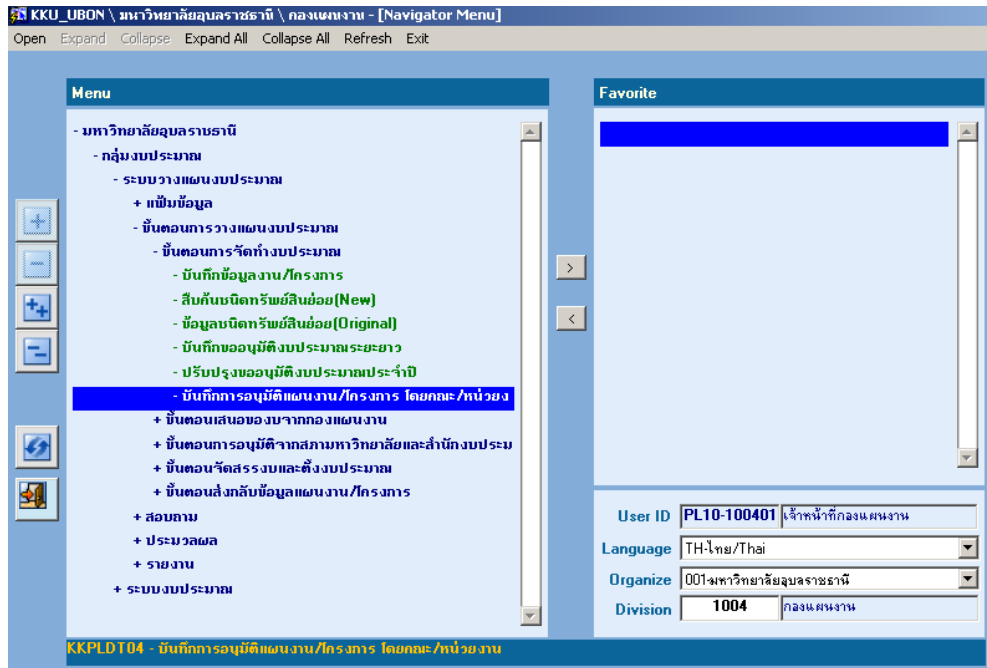 KKU_UBON \ มหาวิทยาลัยอุบลราชธานี \ กองแผนงาน - [Navigator Menu]
Open Expand Collapse Expand All Collapse All Refresh Exit
Menu
- มหาวิทยาลัยอุบลราชธานี
- กลุ่มงบประมาณ
- ระบบวางแผนงบประมาณ
+ แฟ้มข้อมูล
- ขั้นตอนการวางแผนงบประมาณ
- ขั้นตอนการจัดทำงบประมาณ
- บันทึกข้อมูลงาน/โครงการ
- สืบค้นชนิดทรัพย์สินย่อย(New)
- ข้อมูลชนิดทรัพย์สินย่อย(Original)
- บันทึกขออนุมัติงบประมาณระยะยาว
- ปรับปรุงขออนุมัติงบประมาณประจำปี
- บันทึกการอนุมัติแผนงาน/โครงการ โดยคณะ/หน่วยง
+ ขั้นตอนเสนอของบจากกองแผนงาน
+ ขั้นตอนการอนุมัติจากสภามหาวิทยาลัยและสำนักงบประม
+ ขั้นตอนจัดสรรงบและตั้งงบประมาณ
+ ขั้นตอนส่งกลับข้อมูลแผนงาน/โครงการ
+ สอบถาม
+ ประมวลผล
+ รายงาน
+ ระบบงบประมาณ
Favorite
>
<
User ID PL10-100401 เจ้าหน้าที่กองแผนงาน
Language TH-ไทย/Thai
Organize 001-มหาวิทยาลัยอุบลราชธานี
Division 1004 กองแผนงาน
KKPLDT04 - บันทึกการอนุมัติแผนงาน/โครงการ โดยคณะ/หน่วยงาน